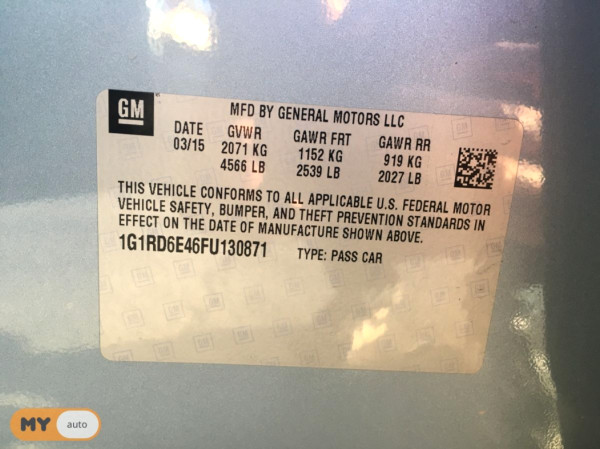 GM
MFD BY GENERAL MOTORS LLC
DATE GVWR GAWR FRT GAWR RR
03/15 2071 KG 1152 KG 919 KG
4566 LB 2539 LB 2027 LB
THIS VEHICLE CONFORMS TO ALL APPLICABLE U.S. FEDERAL MOTOR
VEHICLE SAFETY, BUMPER, AND THEFT PREVENTION STANDARDS IN
EFFECT ON THE DATE OF MANUFACTURE SHOWN ABOVE.
1G1RD6E46FU130871 TYPE: PASS CAR
MY auto